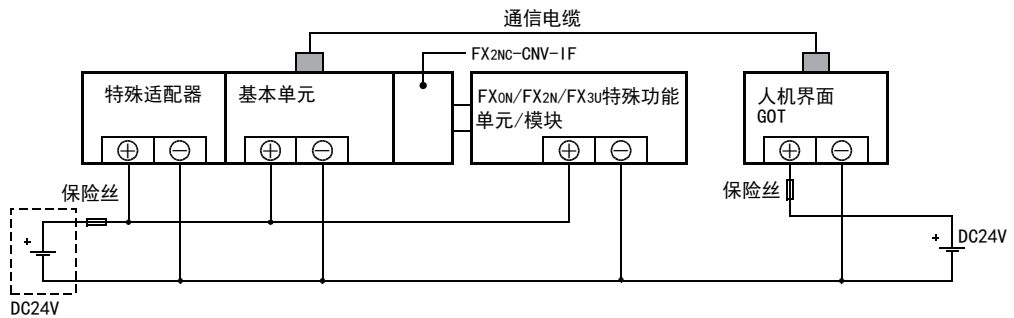 通信电缆
FX2NC-CNV-IF
特殊适配器
基本单元
FX0N/FX2N/FX3U特殊功能
单元/模块
人机界面
GOT
+ -
+ -
+ -
+ -
保险丝
保险丝
+
DC24V
+
DC24V